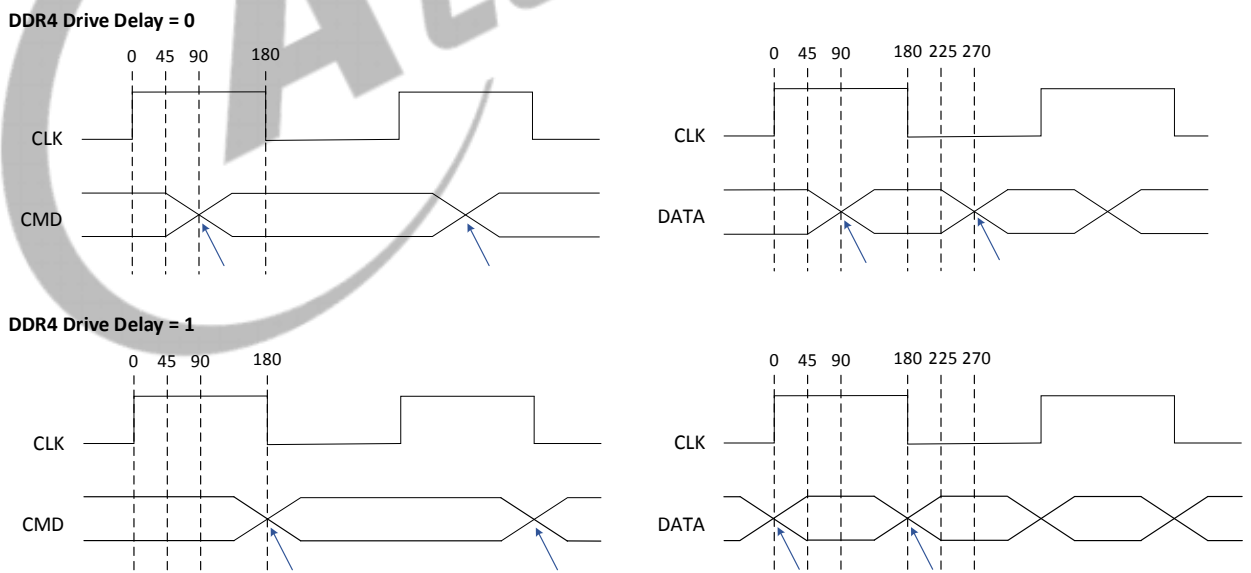 DDR4 Drive Delay = 0
0 45 90 180
CLK
CMD
0 45 90 180 225 270
CLK
DATA
DDR4 Drive Delay = 1
0 45 90 180
CLK
CMD
0 45 90 180 225 270
CLK
DATA